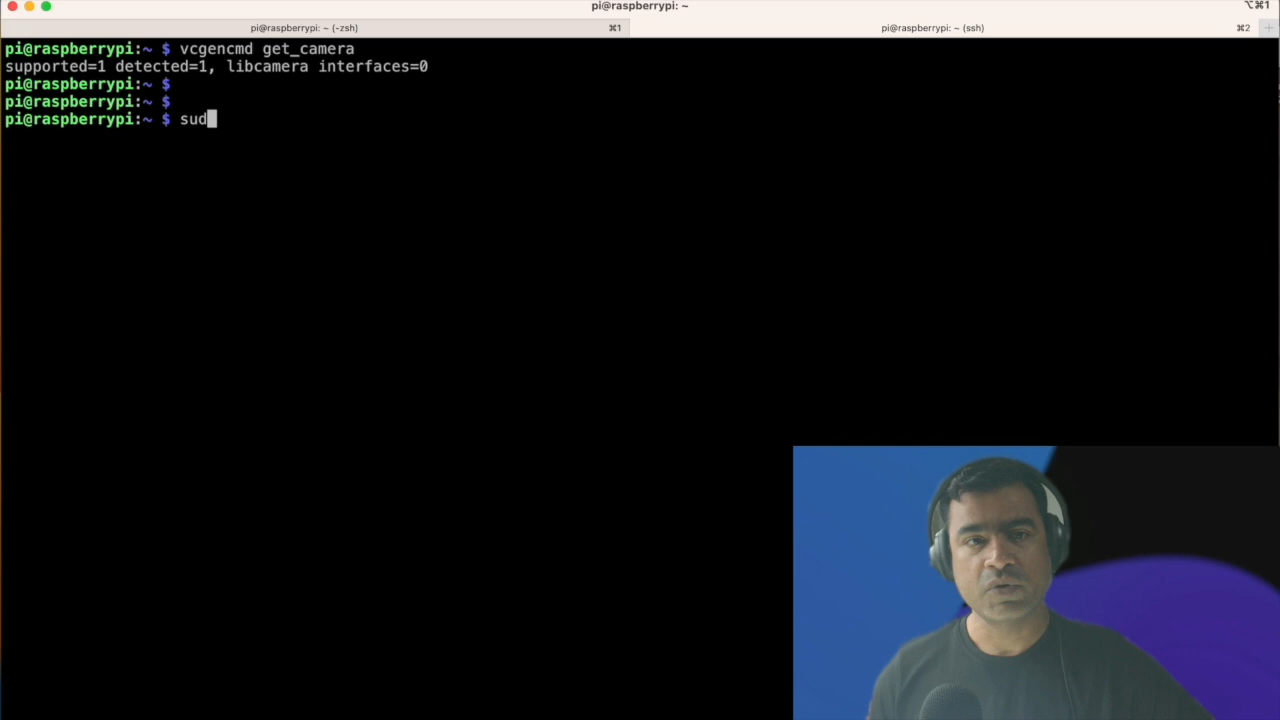 pi@raspberrypi: ~
⌥⌘1
pi@raspberrypi: ~ (-zsh)
⌘1
pi@raspberrypi: ~ (ssh)
⌘2
+
pi@raspberrypi:~ $ vcgencmd get_camera
supported=1 detected=1, libcamera interfaces=0
pi@raspberrypi:~ $
pi@raspberrypi:~ $
pi@raspberrypi:~ $ sud